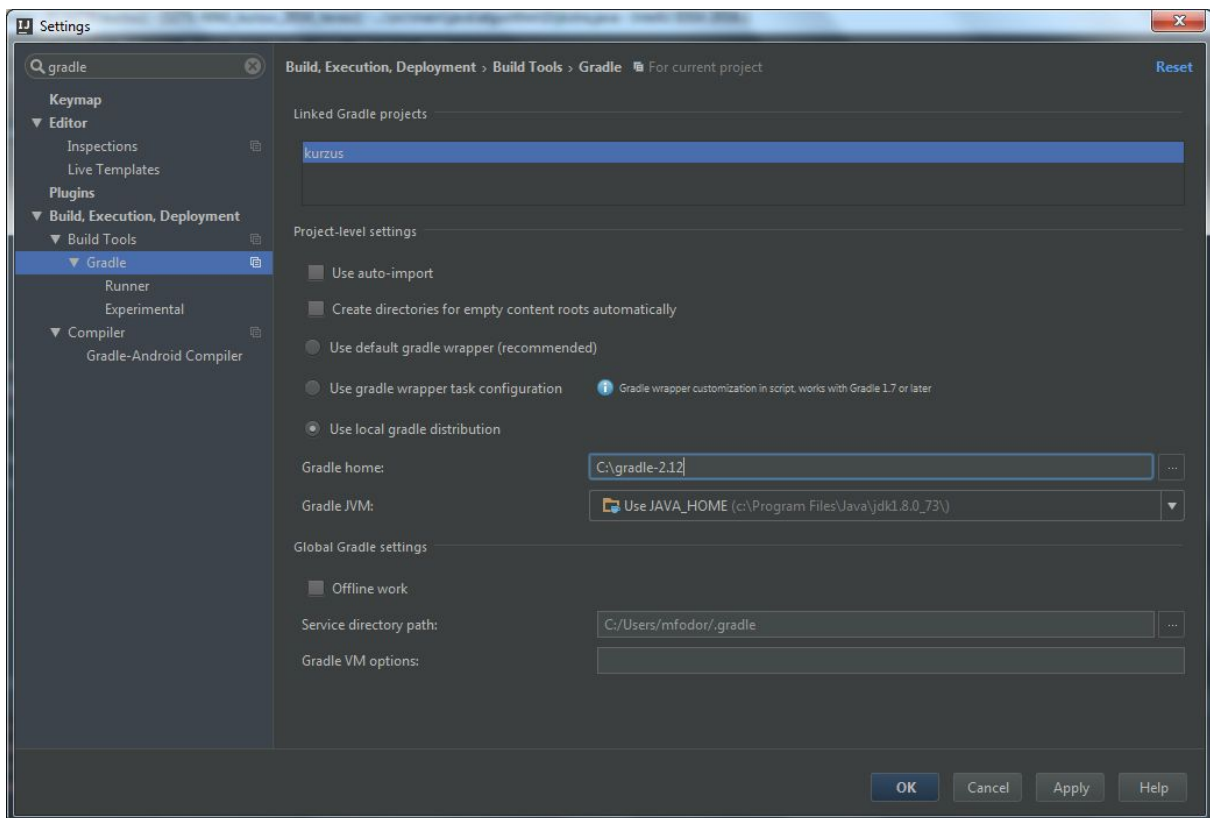 Settings
gradle
Keymap
Editor
Inspections
Live Templates
Plugins
Build, Execution, Deployment
Build Tools
Gradle
Runner
Experimental
Compiler
Gradle-Android Compiler
Build, Execution, Deployment › Build Tools › Gradle For current project Reset
Linked Gradle projects
kurzus
Project-level settings
Use auto-import
Create directories for empty content roots automatically
Use default gradle wrapper (recommended)
Use gradle wrapper task configuration Gradle wrapper customization in script, works with Gradle 1.7 or later
Use local gradle distribution
Gradle home: C:\gradle-2.12 ...
Gradle JVM: Use JAVA_HOME (c:\Program Files\Java\jdk1.8.0_73\)
Global Gradle settings
Offline work
Service directory path: C:/Users/mfodor/.gradle ...
Gradle VM options:
OK Cancel Apply Help